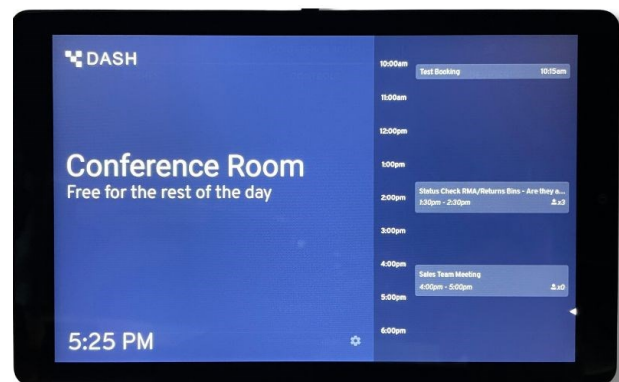 DASH
Conference Room
Free for the rest of the day
5:25 PM
10:00am
Test Booking 10:15am
11:00am
12:00pm
1:00pm
Status Check RMA/Returns Bins - Are they a...
2:00pm
1:30pm - 2:30pm x3
3:00pm
4:00pm
Sales Team Meeting
4:00pm - 5:00pm x0
5:00pm
6:00pm